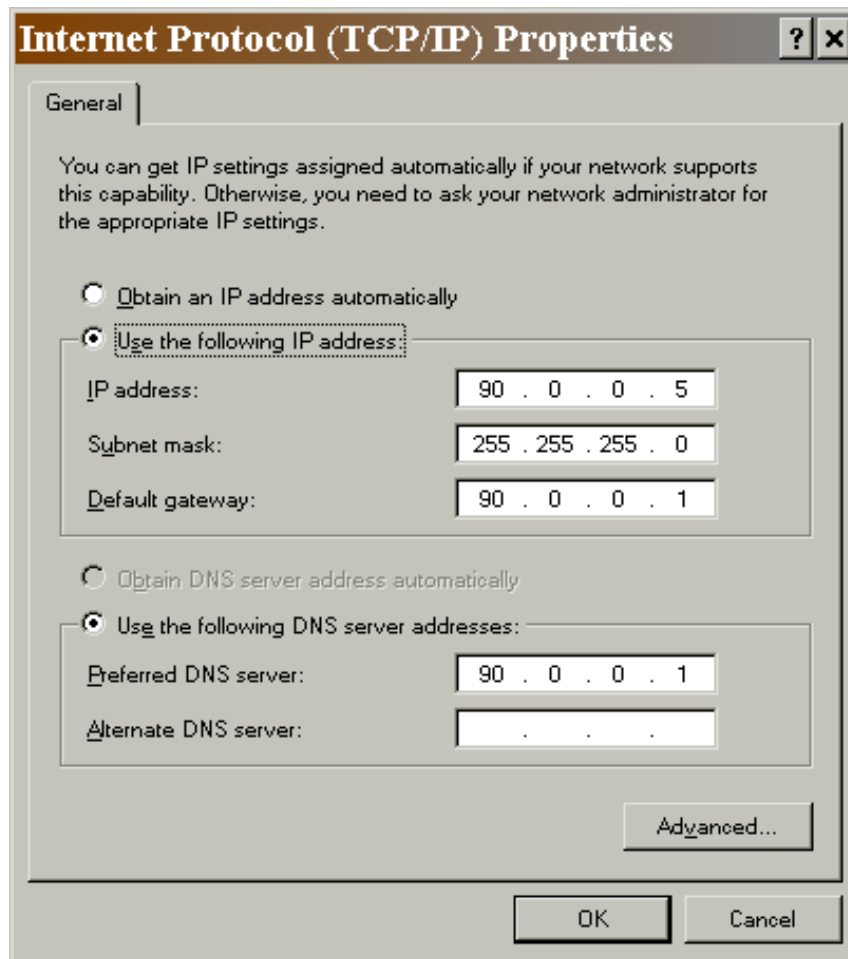 Internet Protocol (TCP/IP) Properties ? ×
General
You can get IP settings assigned automatically if your network supports
this capability. Otherwise, you need to ask your network administrator for
the appropriate IP settings.
Obtain an IP address automatically
Use the following IP address:
IP address: 90 . 0 . 0 . 5
Subnet mask: 255 . 255 . 255 . 0
Default gateway: 90 . 0 . 0 . 1
Obtain DNS server address automatically
Use the following DNS server addresses:
Preferred DNS server: 90 . 0 . 0 . 1
Alternate DNS server: . . .
Advanced...
OK Cancel